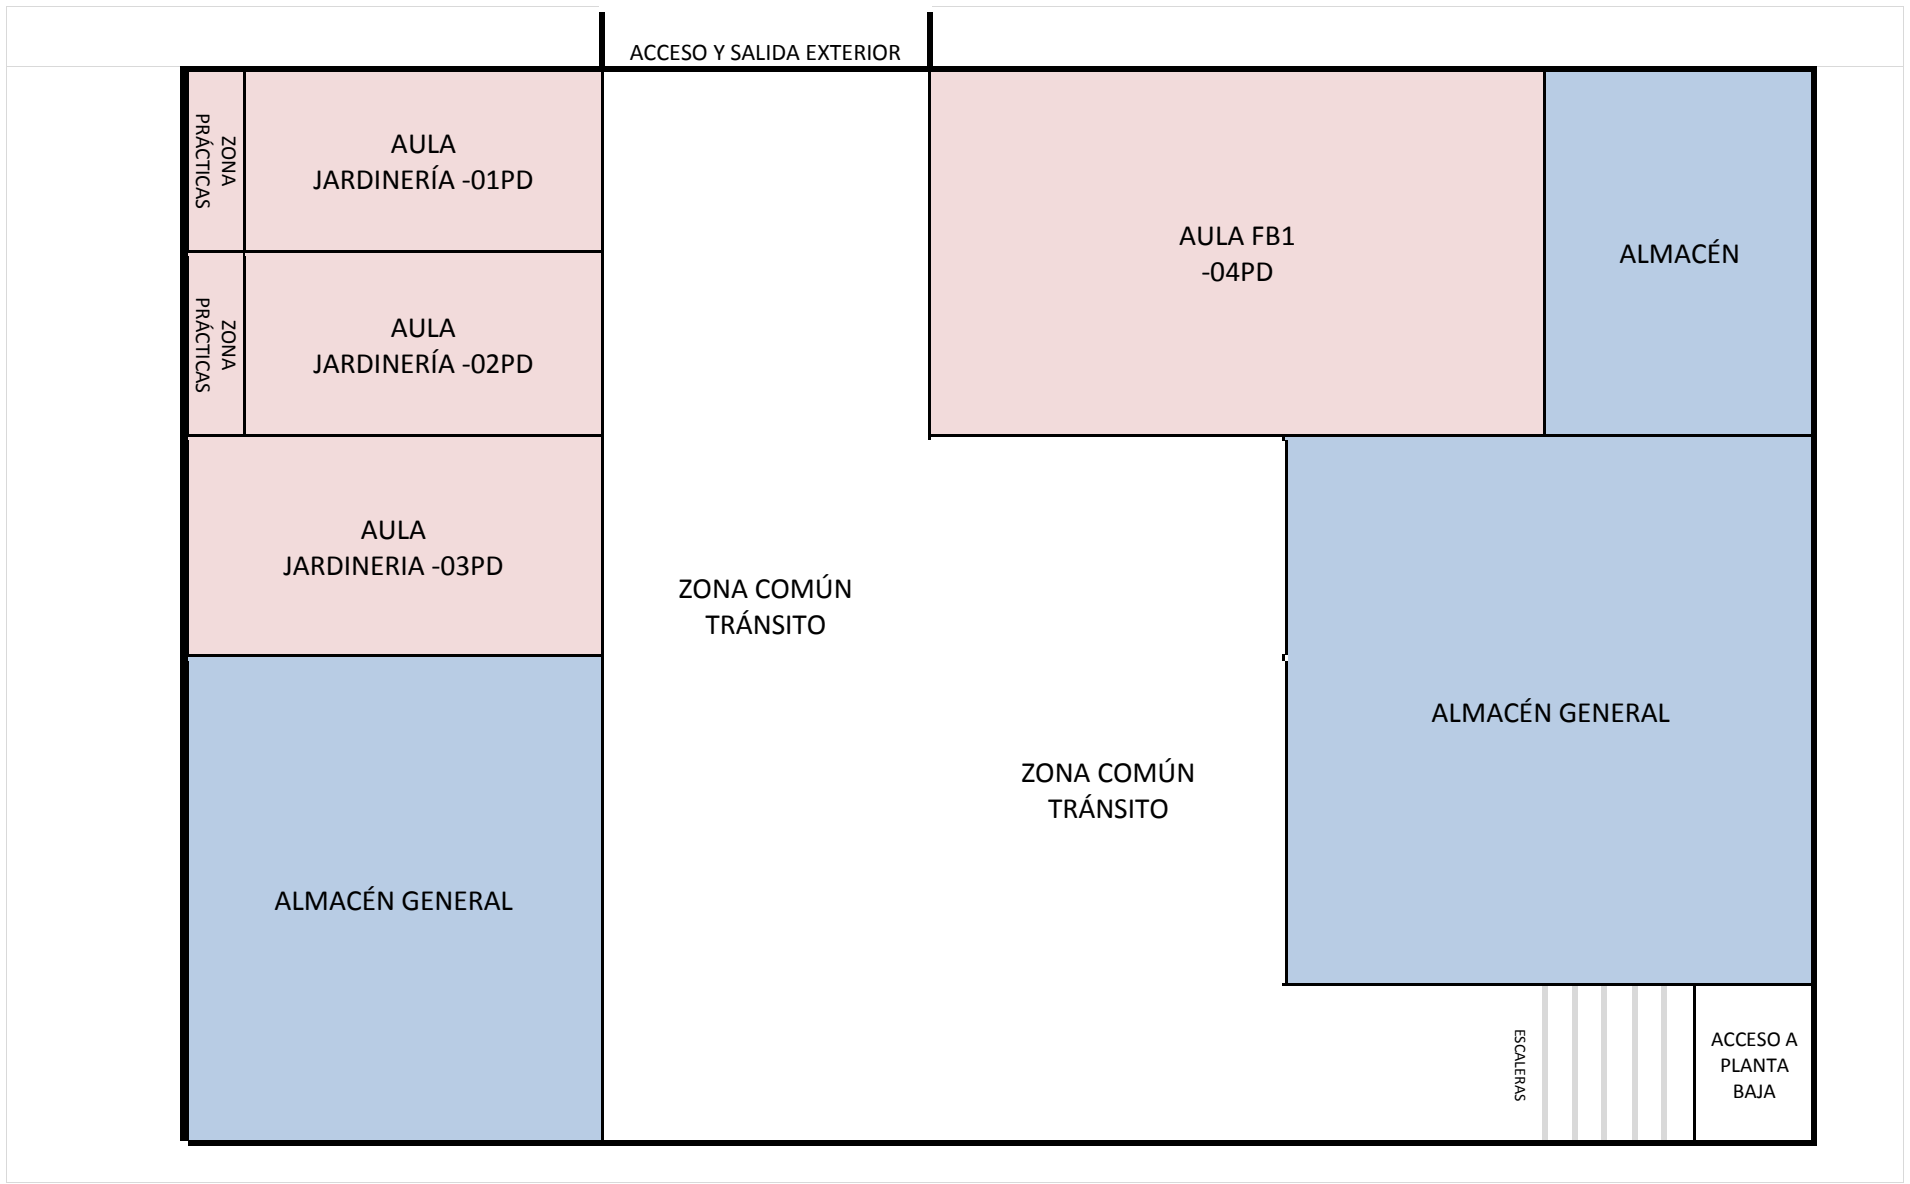 ACCESO Y SALIDA EXTERIOR
ZONA
PRÁCTICAS
AULA
JARDINERÍA -01PD
AULA FB1
-04PD
ALMACÉN
ZONA
PRÁCTICAS
AULA
JARDINERÍA -02PD
AULA
JARDINERIA -03PD
ZONA COMÚN
TRÁNSITO
ALMACÉN GENERAL
ZONA COMÚN
TRÁNSITO
ALMACÉN GENERAL
ESCALERAS
ACCESO A
PLANTA
BAJA